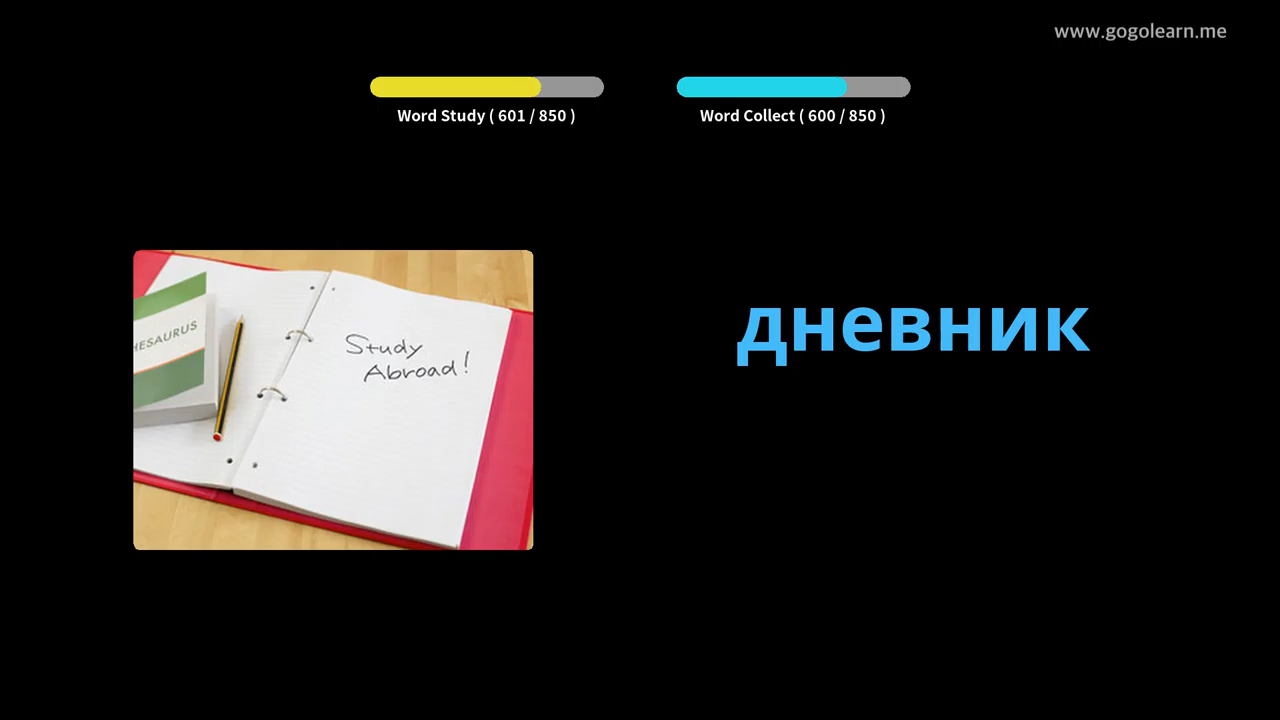 www.gogolearn.me
Word Study ( 601 / 850 )
Word Collect ( 600 / 850 )
HESAURUS
Study
Abroad!
дневник